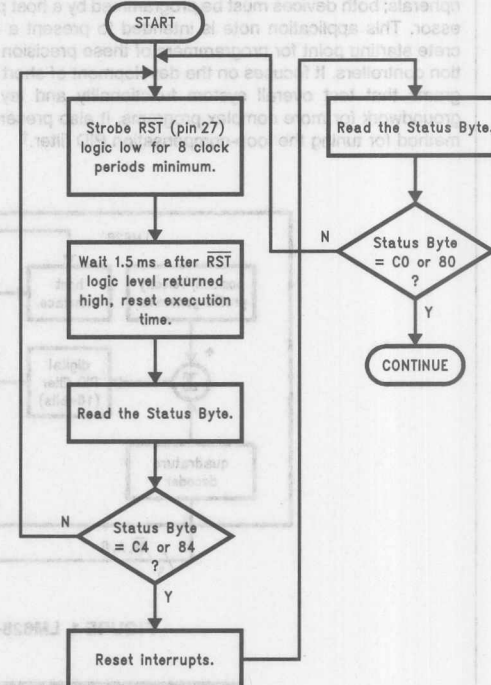 START
Strobe RST (pin 27)
logic low for 8 clock
periods minimum.
Wait 1.5 ms after RST
logic level returned
high, reset execution
time.
Read the Status Byte.
Status Byte
= C4 or 84
?
N
Y
Reset interrupts.
Read the Status Byte.
Status Byte
= C0 or 80
?
N
Y
CONTINUE